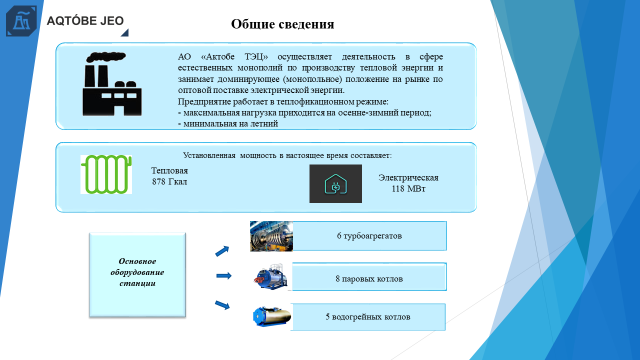 AQTÓBE JEO
Общие сведения
АО «Актобе ТЭЦ» осуществляет деятельность в сфере
естественных монополий по производству тепловой энергии и
занимает доминирующее (монопольное) положение на рынке по
оптовой поставке электрической энергии.
Предприятие работает в теплофикационном режиме:
- максимальная нагрузка приходится на осенне-зимний период;
- минимальная на летний
Установленная мощность в настоящее время составляет:
Тепловая
878 Гкал
Электрическая
118 МВт
Основное
оборудование
станции
6 турбоагрегатов
8 паровых котлов
5 водогрейных котлов